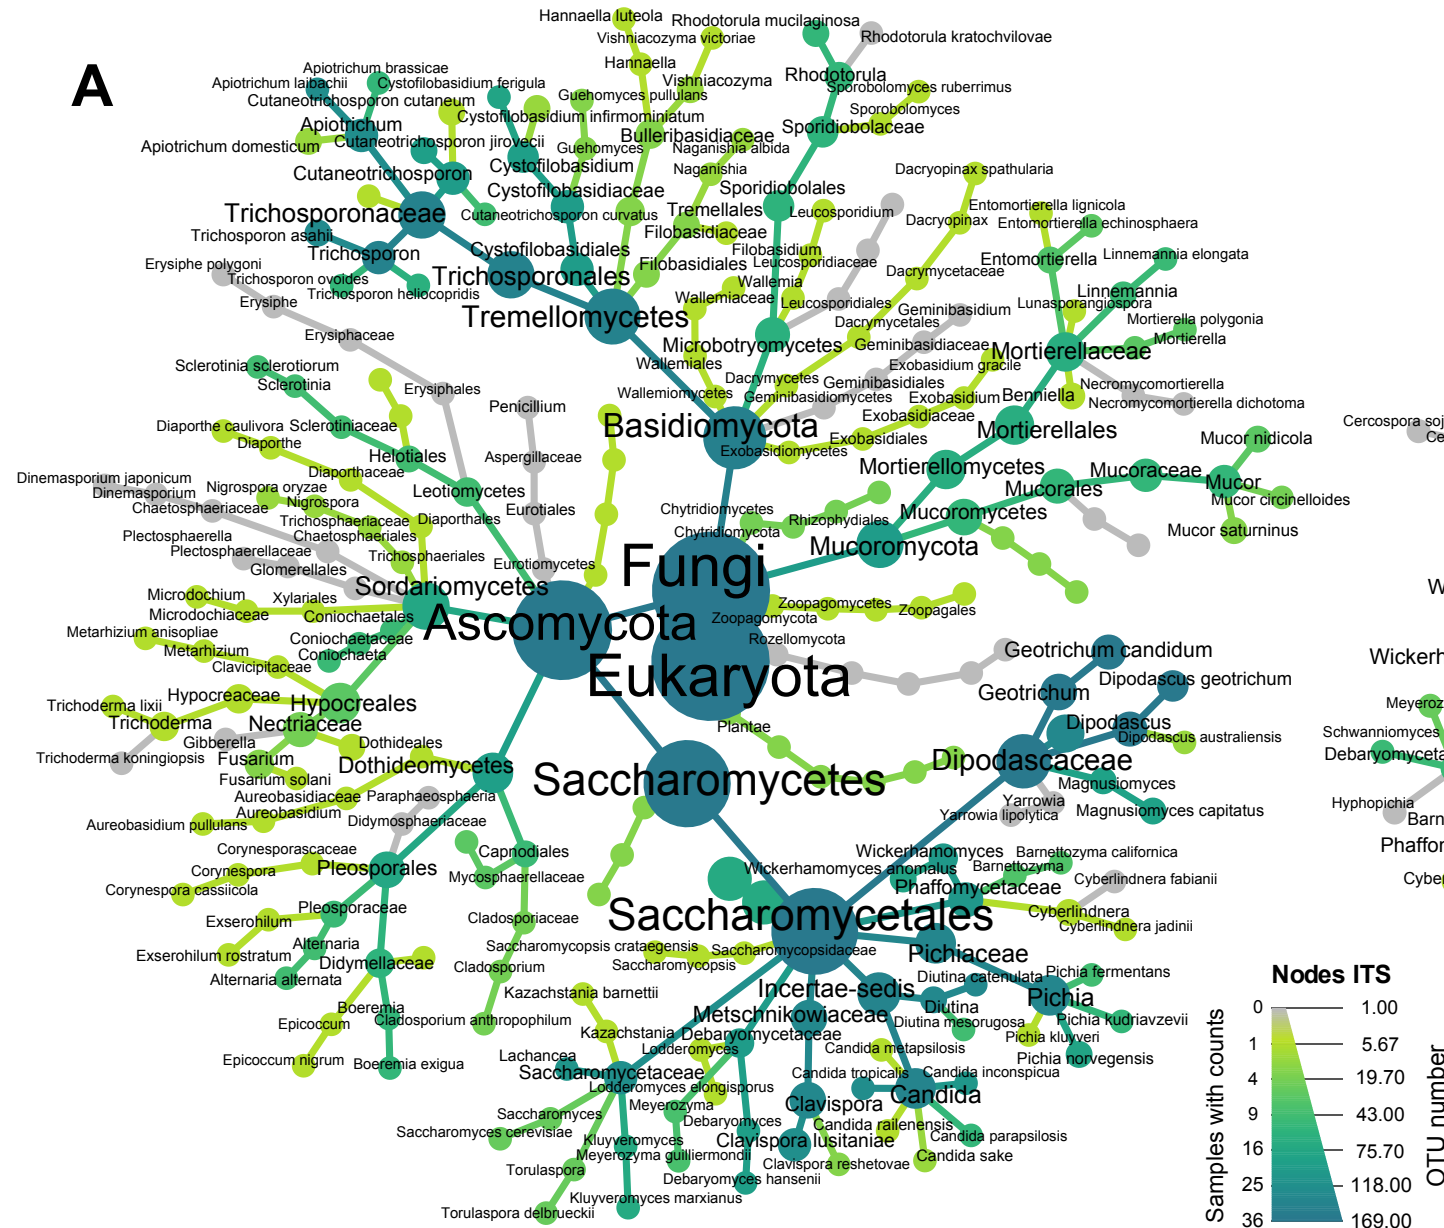 A
Hannaella luteola
Rhodotorula mucilaginosa
Vishniacozyma victoriae
Rhodotorula kratochvilovae
Hannaella
Apiotrichum brassicae
Rhodotorula
Vishniacozyma
Apiotrichum laibachii
Cystofilobasidium ferigula
Sporobolomyces ruberrimus
Guehomyces pullulans
Cutaneotrichosporon cutaneum
Sporobolomyces
Cystofilobasidium infirmominiatum
Apiotrichum
Sporidiobolaceae
Bulleribasidiaceae
Cutaneotrichosporon jirovecii
Apiotrichum domesticum
Guehomyces
Naganishia albida
Cystofilobasidium
Naganishia
Dacryopinax spathularia
Cutaneotrichosporon
Cystofilobasidiaceae
Sporidiobolales
Entomortierella lignicola
Trichosporonaceae
Cutaneotrichosporon curvatus
Tremellales
Leucosporidium
Dacryopinax
Entomortierella echinosphaera
Trichosporon asahii
Filobasidiaceae
Cystofilobasidiales
Filobasidium
Trichosporon
Linnemannia elongata
Erysiphe polygoni
Filobasidiales
Leucosporidiaceae
Entomortierella
Trichosporon ovoides
Trichosporonales
Wallemia
Dacrymycetaceae
Trichosporon heliocopridis
Wallemiaceae
Linnemannia
Erysiphe
Leucosporidiales
Lunasporangiospora
Geminibasidium
Tremellomycetes
Dacrymycetales
Mortierella polygonia
Erysiphaceae
Microbotryomycetes
Geminibasidiaceae
Mortierellaceae
Mortierella
Sclerotinia sclerotiorum
Wallemiales
Exobasidium gracile
Sclerotinia
Dacrymycetes
Geminibasidiales
Necromycomortierella
Erysiphales
Wallemiomycetes
Geminibasidiomycetes
Exobasidium
Benniella
Necromycomortierella dichotoma
Penicillium
Exobasidiaceae
Cercospora soj
Diaporthe caulivora
Sclerotiniaceae
Basidiomycota
Exobasidiales
Mortierellales
Mucor nidicola
Ce
Diaporthe
Exobasidiomycetes
Helotiales
Aspergillaceae
Diaporthaceae
Mortierellomycetes
Mucoraceae
Dinemasporium japonicum
Nigrospora oryzae
Leotiomycetes
Mucorales
Mucor
Dinemasporium
Nigrospora
Mucor circinelloides
Chaetosphaeriaceae
Eurotiales
Chytridiomycetes
Rhizophydiales
Mucoromycetes
Trichosphaeriaceae
Diaporthales
Plectosphaerella
Chaetosphaeriales
Chytridiomycota
Mucor saturninus
Plectosphaerellaceae
Trichosphaeriales
Mucoromycota
Glomerellales
Eurotiomycetes
Fungi
Sordariomycetes
W
Microdochium
Xylariales
Zoopagomycetes
Zoopagales
Microdochiaceae
Coniochaetales
Zoopagomycota
Ascomycota
Metarhizium anisopliae
Coniochaetaceae
Rozellomycota
Metarhizium
Coniochaeta
Geotrichum candidum
Wickerh
Clavicipitaceae
Eukaryota
Dipodascus geotrichum
Hypocreaceae
Geotrichum
Trichoderma lixii
Hypocreales
Meyeroz
Trichoderma
Nectriaceae
Plantae
Dipodascus
Schwanniomyces
Gibberella
Dothideales
Dipodascus australiensis
Trichoderma koningiopsis
Fusarium
Dothideomycetes
Dipodascaceae
Debaryomyceta
Fusarium solani
Saccharomycetes
Magnusiomyces
Aureobasidiaceae
Paraphaeosphaeria
Yarrowia
Hyphopichia
Aureobasidium
Didymosphaeriaceae
Yarrowia lipolytica
Magnusiomyces capitatus
Barn
Aureobasidium pullulans
Corynesporascaceae
Capnodiales
Wickerhamomyces
Barnettozyma californica
Phaffor
Corynespora
Pleosporales
Wickerhamomyces anomalus
Barnettozyma
Mycosphaerellaceae
Cyberlindnera fabianii
Cyber
Corynespora cassiicola
Phaffomycetaceae
Pleosporaceae
Cladosporiaceae
Saccharomycetales
Cyberlindnera
Exserohilum
Cyberlindnera jadinii
Alternaria
Saccharomycopsis crataegensis
Saccharomycopsidaceae
Pichiaceae
Exserohilum rostratum
Didymellaceae
Cladosporium
Saccharomycopsis
Alternaria alternata
Diutina catenulata
Pichia fermentans
Nodes ITS
Kazachstania barnettii
Incertae-sedis
Pichia
Boeremia
Diutina
0
1.00
Epicoccum
Cladosporium anthropophilum
Metschnikowiaceae
Diutina mesorugosa
Pichia kudriavzevii
Kazachstania
Debaryomycetaceae
Pichia kluyveri
Epicoccum nigrum
Boeremia exigua
Lachancea
Lodderomyces
Candida metapsilosis
Pichia norvegensis
1
5.67
Saccharomycetaceae
Candida tropicalis
Candida inconspicua
4
19.70
Lodderomyces elongisporus
Candida
Saccharomyces
Meyerozyma
Clavispora
9
43.00
Debaryomyces
Candida railenensis
Saccharomyces cerevisiae
Kluyveromyces
Clavispora lusitaniae
Candida parapsilosis
Meyerozyma guilliermondii
Candida sake
16
75.70
Torulaspora
Clavispora reshetovae
Debaryomyces hansenii
25
118.00
Kluyveromyces marxianus
Torulaspora delbrueckii
36
169.00
Samples with counts
OTU number